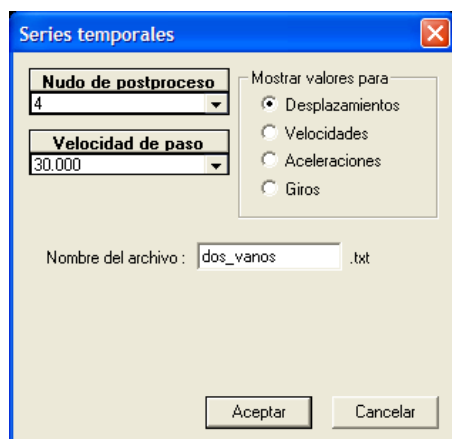 Series temporales
Nudo de postproceso
4
Velocidad de paso
30.000
Mostrar valores para
Desplazamientos
Velocidades
Aceleraciones
Giros
Nombre del archivo : dos_vanos .txt
Aceptar Cancelar